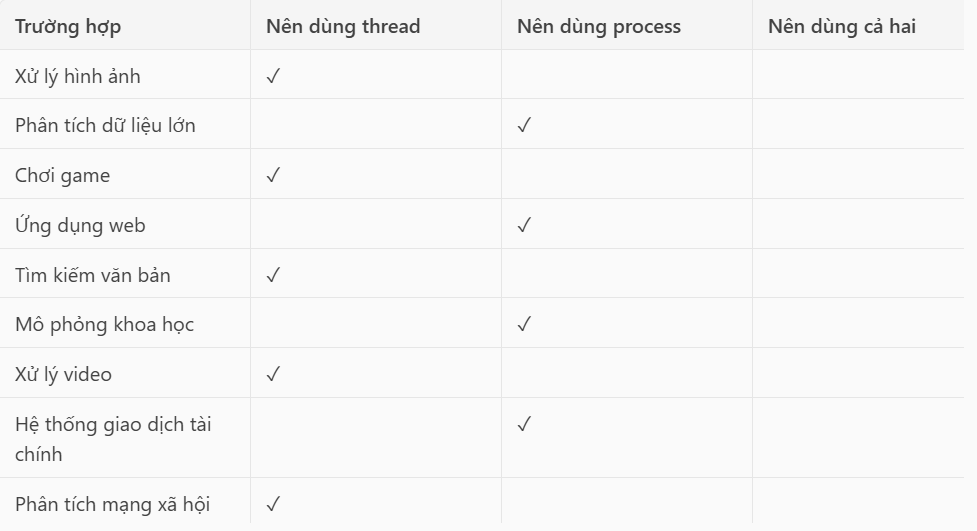 Trường hợp Nên dùng thread Nên dùng process Nên dùng cả hai
Xử lý hình ảnh ✓
Phân tích dữ liệu lớn ✓
Chơi game ✓
Ứng dụng web ✓
Tìm kiếm văn bản ✓
Mô phỏng khoa học ✓
Xử lý video ✓
Hệ thống giao dịch tài ✓
chính
Phân tích mạng xã hội ✓